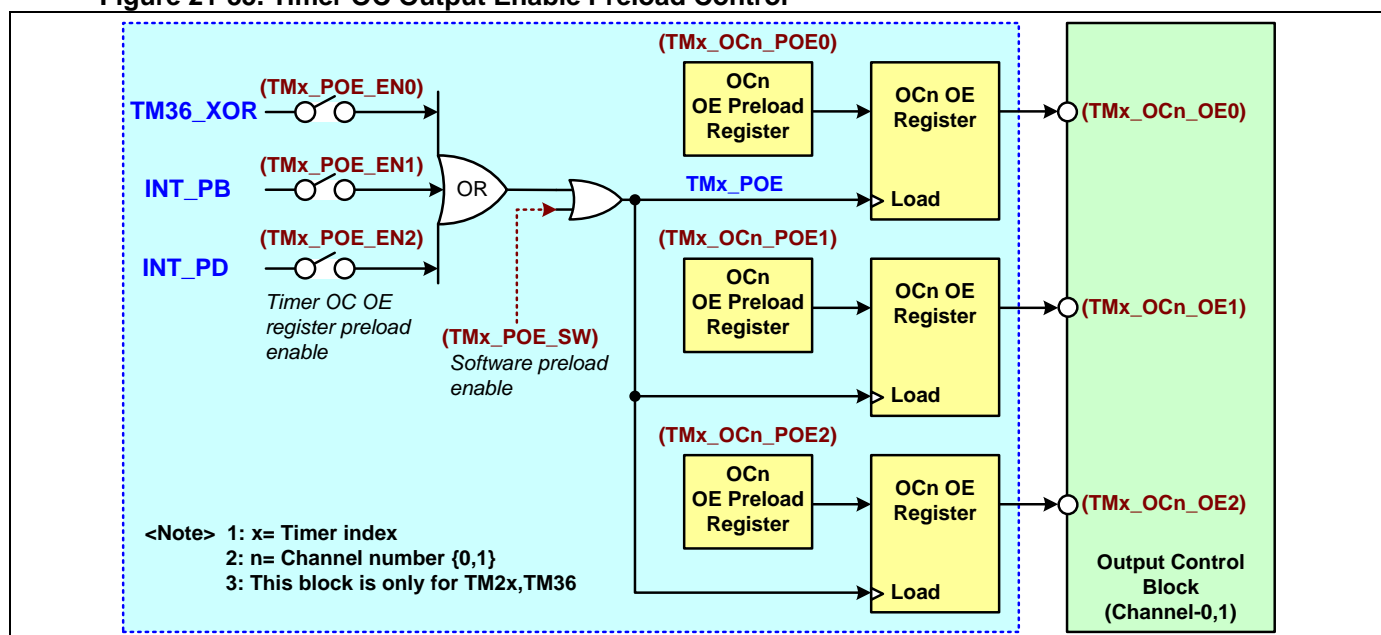 (TMx_OCn_POE0)
(TMx_POE_EN0)
TM36_XOR
OCn
OE Preload
Register
OCn OE
Register
(TMx_OCn_OE0)
(TMx_POE_EN1)
INT_PB
OR
TMx_POE
Load
(TMx_POE_EN2)
INT_PD
(TMx_OCn_POE1)
OCn
OE Preload
Register
OCn OE
Register
(TMx_OCn_OE1)
Timer OC OE
register preload
enable
(TMx_POE_SW)
Software preload
enable
Load
(TMx_OCn_POE2)
OCn
OE Preload
Register
OCn OE
Register
(TMx_OCn_OE2)
<Note> 1: x= Timer index
2: n= Channel number {0,1}
3: This block is only for TM2x,TM36
Load
Output Control
Block
(Channel-0,1)